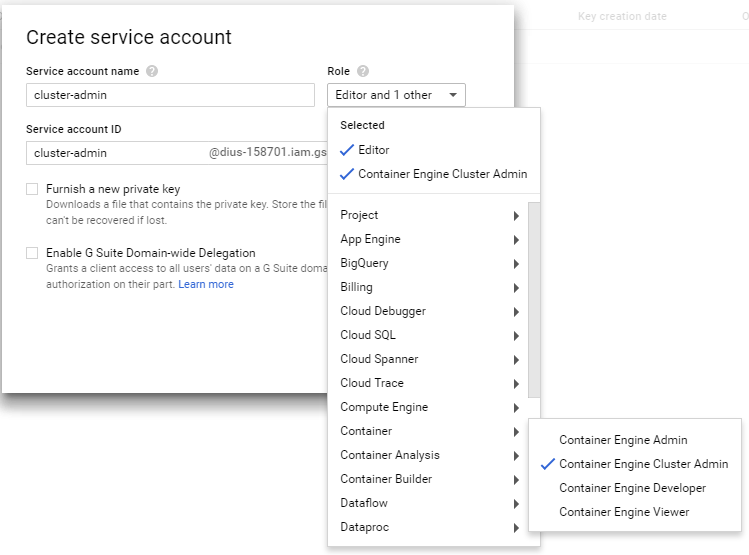 Key creation date
Create service account
Service account name
Role
cluster-admin
Editor and 1 other
Service account ID
cluster-admin @dius-158701.iam.gs
Furnish a new private key
Downloads a file that contains the private key. Store the fil
can't be recovered if lost.
Enable G Suite Domain-wide Delegation
Grants a client access to all users' data on a G Suite doma
authorization on their part. Learn more
Selected
Editor
Container Engine Cluster Admin
Project
App Engine
BigQuery
Billing
Cloud Debugger
Cloud SQL
Cloud Spanner
Cloud Trace
Compute Engine
Container
Container Analysis
Container Builder
Dataflow
Dataproc
Container Engine Admin
Container Engine Cluster Admin
Container Engine Developer
Container Engine Viewer